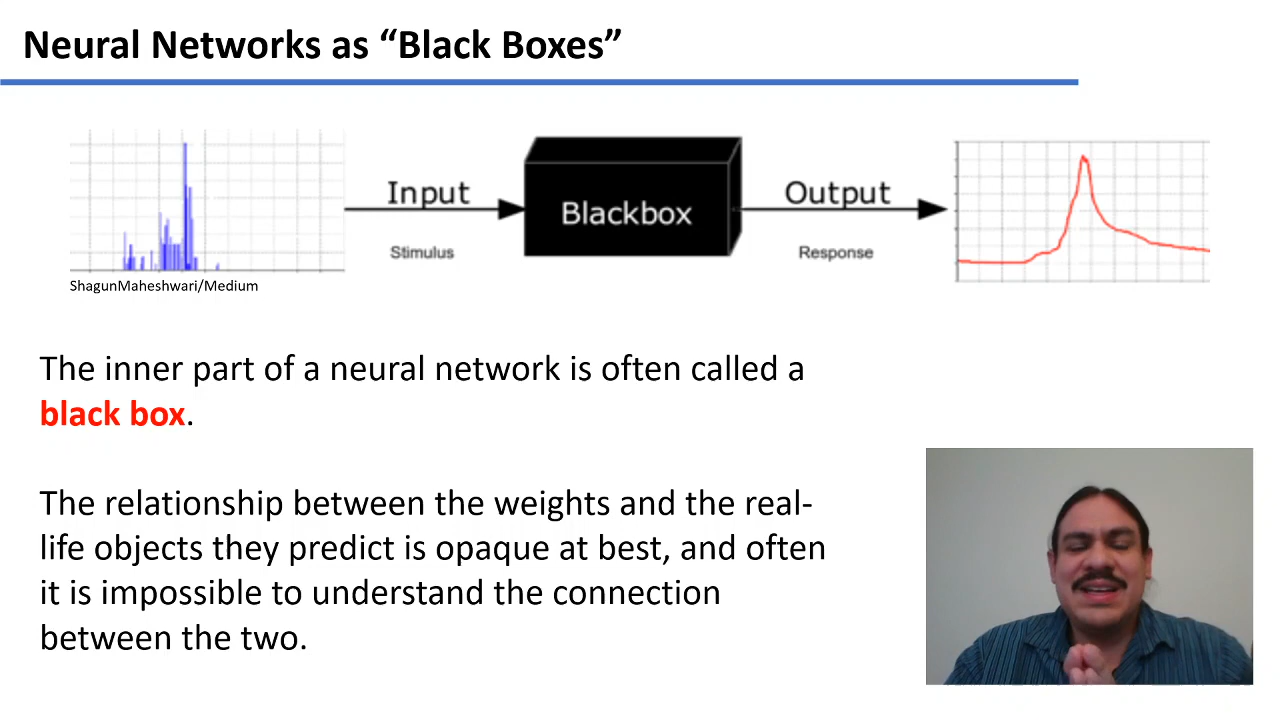 Neural Networks as “Black Boxes”
Input
Stimulus
Blackbox
Output
Response
ShagunMaheshwari/Medium
The inner part of a neural network is often called a
black box.
The relationship between the weights and the real-
life objects they predict is opaque at best, and often
it is impossible to understand the connection
between the two.